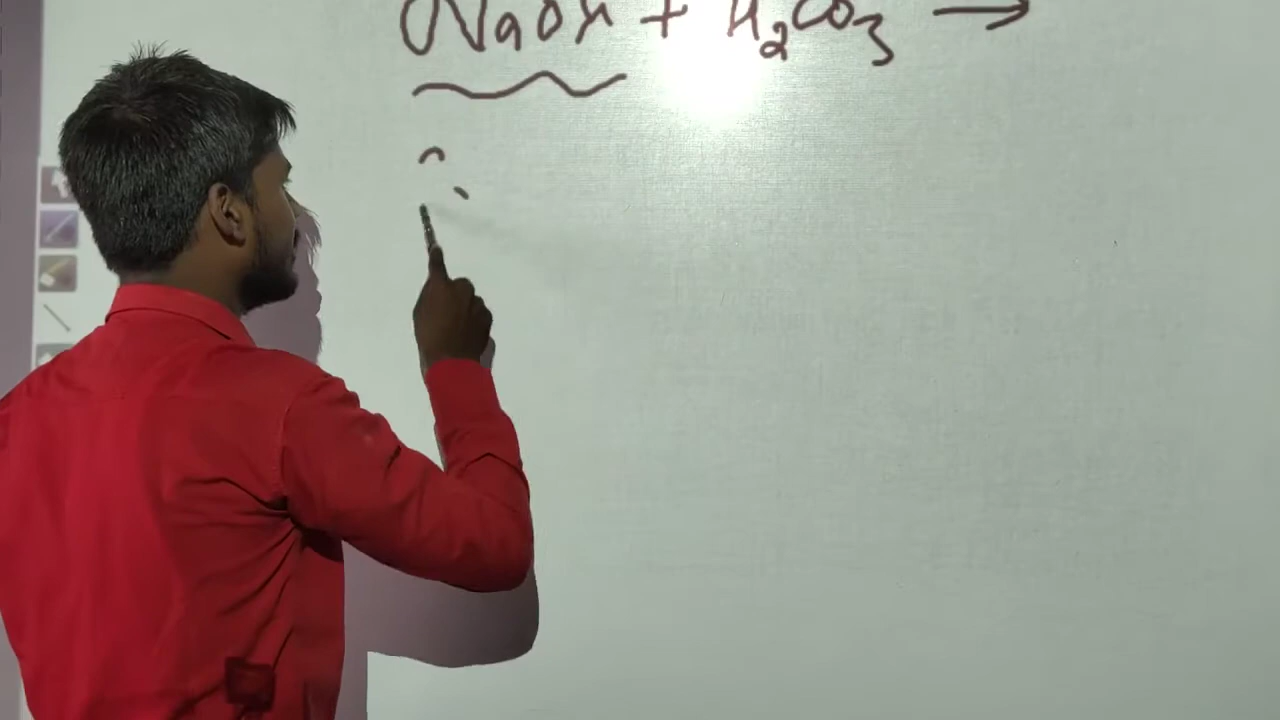 NaOH + H₂CO₃ →